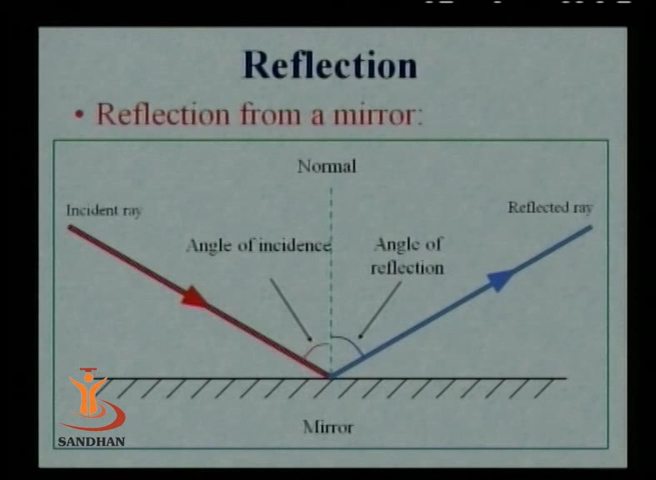 Reflection
• Reflection from a mirror:
Normal
Incident ray
Reflected ray
Angle of incidence
Angle of
reflection
Mirror
SANDHAN